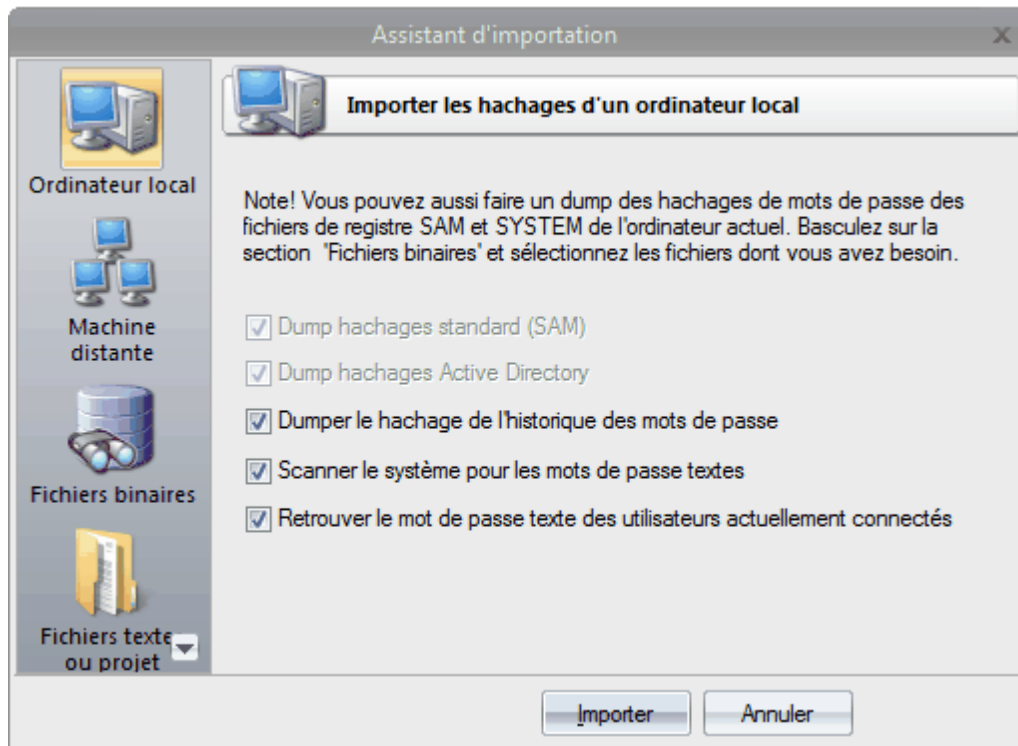 Assistant d'importation
Ordinateur local
Machine
distante
Fichiers binaires
Fichiers texte
ou projet
Importer les hachages d'un ordinateur local
Note! Vous pouvez aussi faire un dump des hachages de mots de passe des
fichiers de registre SAM et SYSTEM de l'ordinateur actuel. Basculez sur la
section 'Fichiers binaires' et sélectionnez les fichiers dont vous avez besoin.
Dump hachages standard (SAM)
Dump hachages Active Directory
Dumper le hachage de l'historique des mots de passe
Scanner le système pour les mots de passe textes
Retrouver le mot de passe texte des utilisateurs actuellement connectés
Importer
Annuler